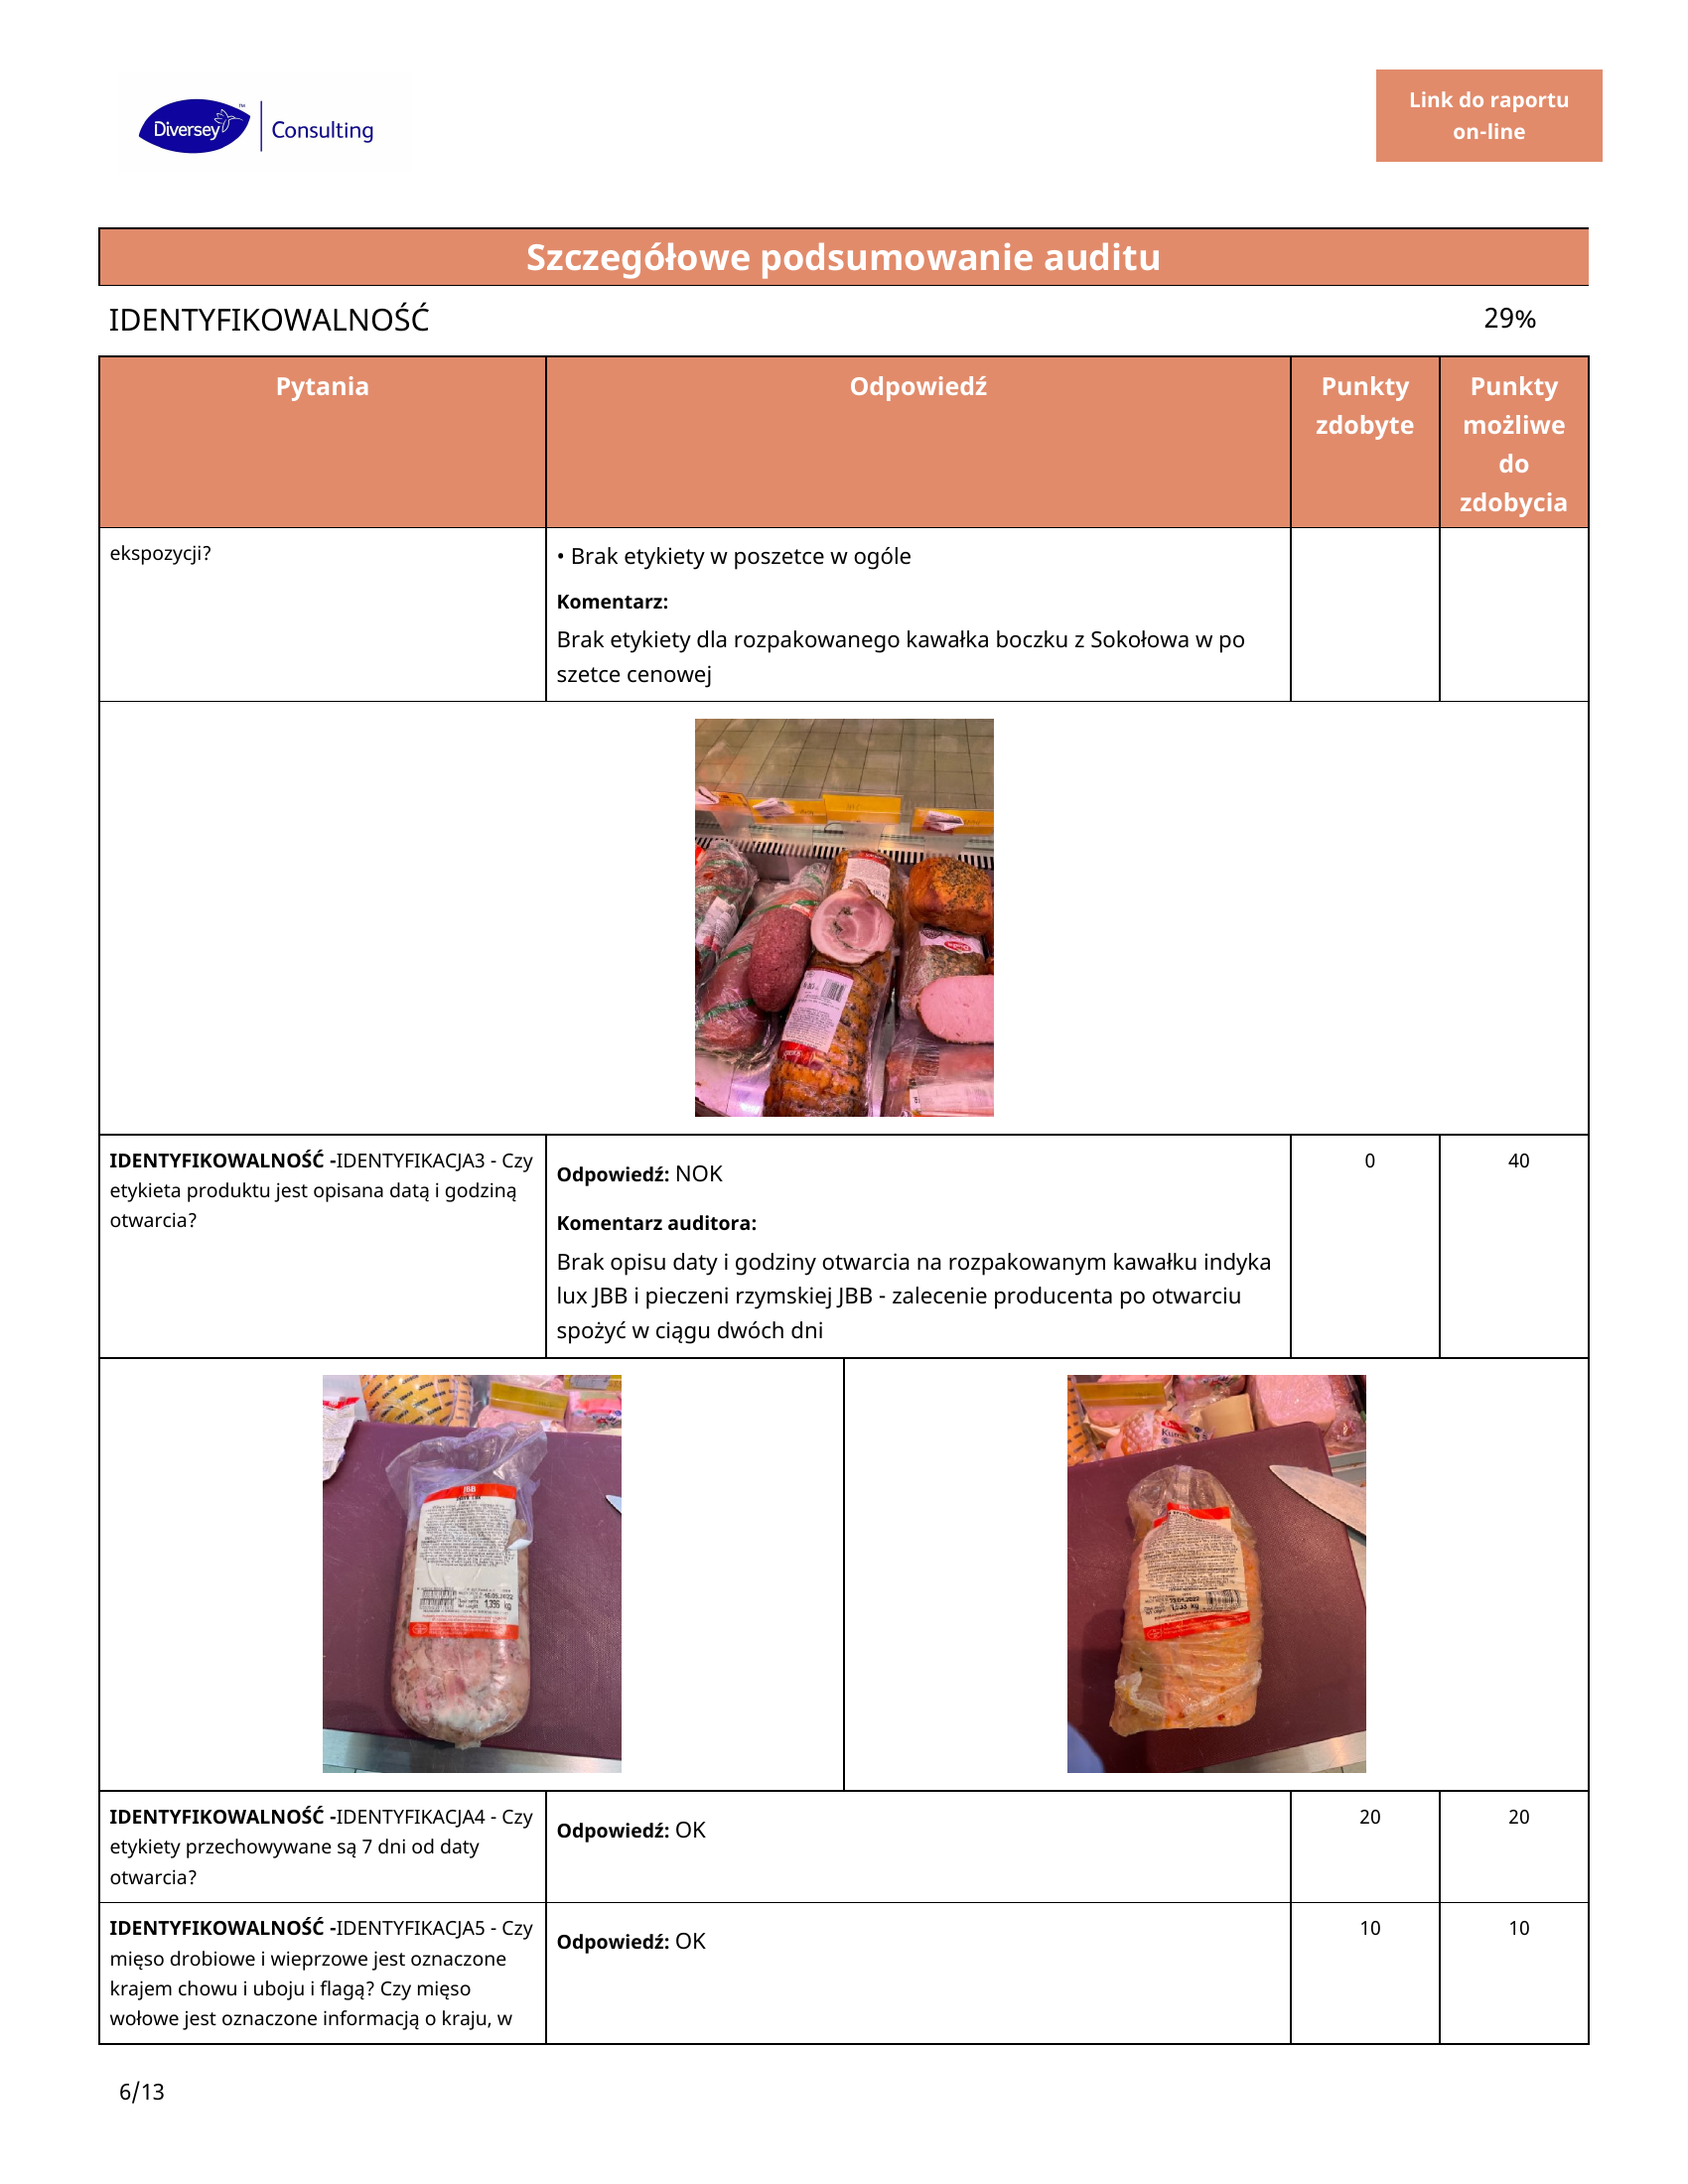 Diversey
TM
Consulting
Link do raportu
on-line
Szczegółowe podsumowanie auditu
IDENTYFIKOWALNOŚĆ 29%
Pytania Odpowiedź Punkty zdobyte Punkty możliwe do zdobycia
ekspozycji?
• Brak etykiety w poszetce w ogóle
Komentarz:
Brak etykiety dla rozpakowanego kawałka boczku z Sokołowa w po
szetce cenowej
IDENTYFIKOWALNOŚĆ -IDENTYFIKACJA3 - Czy
etykieta produktu jest opisana datą i godziną
otwarcia?
Odpowiedź: NOK
Komentarz auditora:
Brak opisu daty i godziny otwarcia na rozpakowanym kawałku indyka
lux JBB i pieczeni rzymskiej JBB - zalecenie producenta po otwarciu
spożyć w ciągu dwóch dni
0
40
JBB
1,395 kg
IDENTYFIKOWALNOŚĆ -IDENTYFIKACJA4 - Czy
etykiety przechowywane są 7 dni od daty
otwarcia?
Odpowiedź: OK
20
20
IDENTYFIKOWALNOŚĆ -IDENTYFIKACJA5 - Czy
mięso drobiowe i wieprzowe jest oznaczone
krajem chowu i uboju i flagą? Czy mięso
wołowe jest oznaczone informacją o kraju, w
Odpowiedź: OK
10
10
6/13